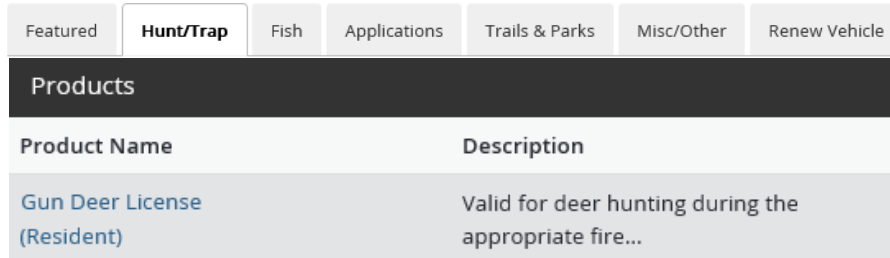 Featured Hunt/Trap Fish Applications Trails & Parks Misc/Other Renew Vehicle
Products
Product Name Description
Gun Deer License Valid for deer hunting during the
(Resident) appropriate fire...